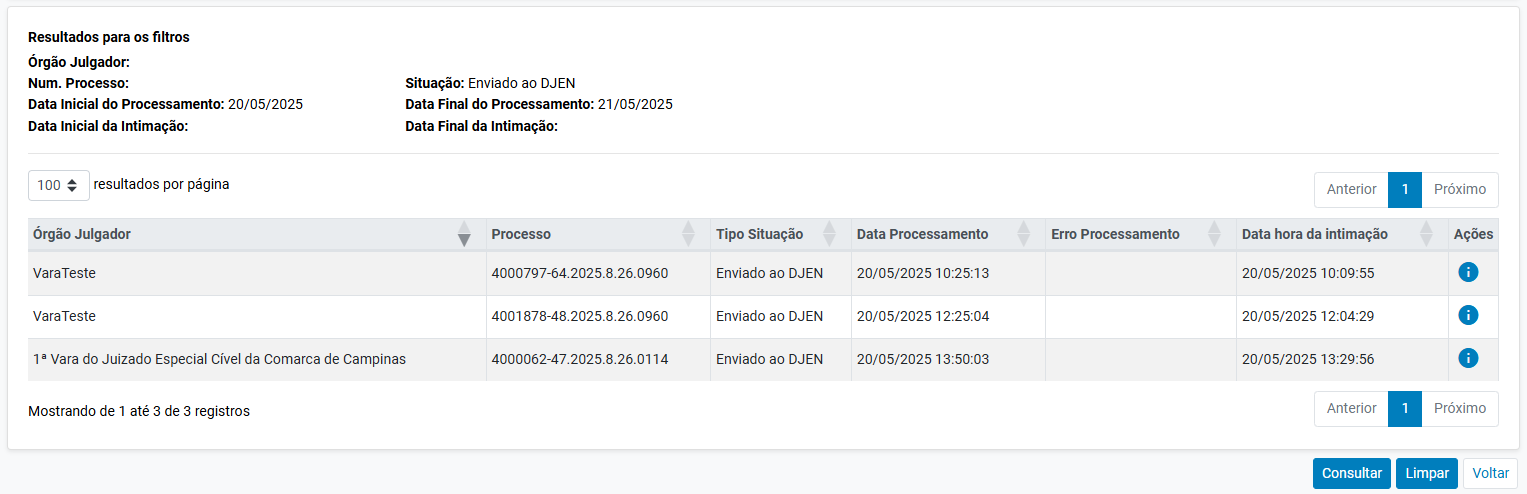 Resultados para os filtros
Órgão Julgador:
Num. Processo: Situação: Enviado ao DJEN
Data Inicial do Processamento: 20/05/2025 Data Final do Processamento: 21/05/2025
Data Inicial da Intimação: Data Final da Intimação:
100 resultados por página
Anterior 1 Próximo
Órgão Julgador Processo Tipo Situação Data Processamento Erro Processamento Data hora da intimação Ações
VaraTeste 4000797-64.2025.8.26.0960 Enviado ao DJEN 20/05/2025 10:25:13 20/05/2025 10:09:55
VaraTeste 4001878-48.2025.8.26.0960 Enviado ao DJEN 20/05/2025 12:25:04 20/05/2025 12:04:29
1ª Vara do Juizado Especial Cível da Comarca de Campinas 4000062-47.2025.8.26.0114 Enviado ao DJEN 20/05/2025 13:50:03 20/05/2025 13:29:56
Mostrando de 1 até 3 de 3 registros
Anterior 1 Próximo
Consultar Limpar Voltar